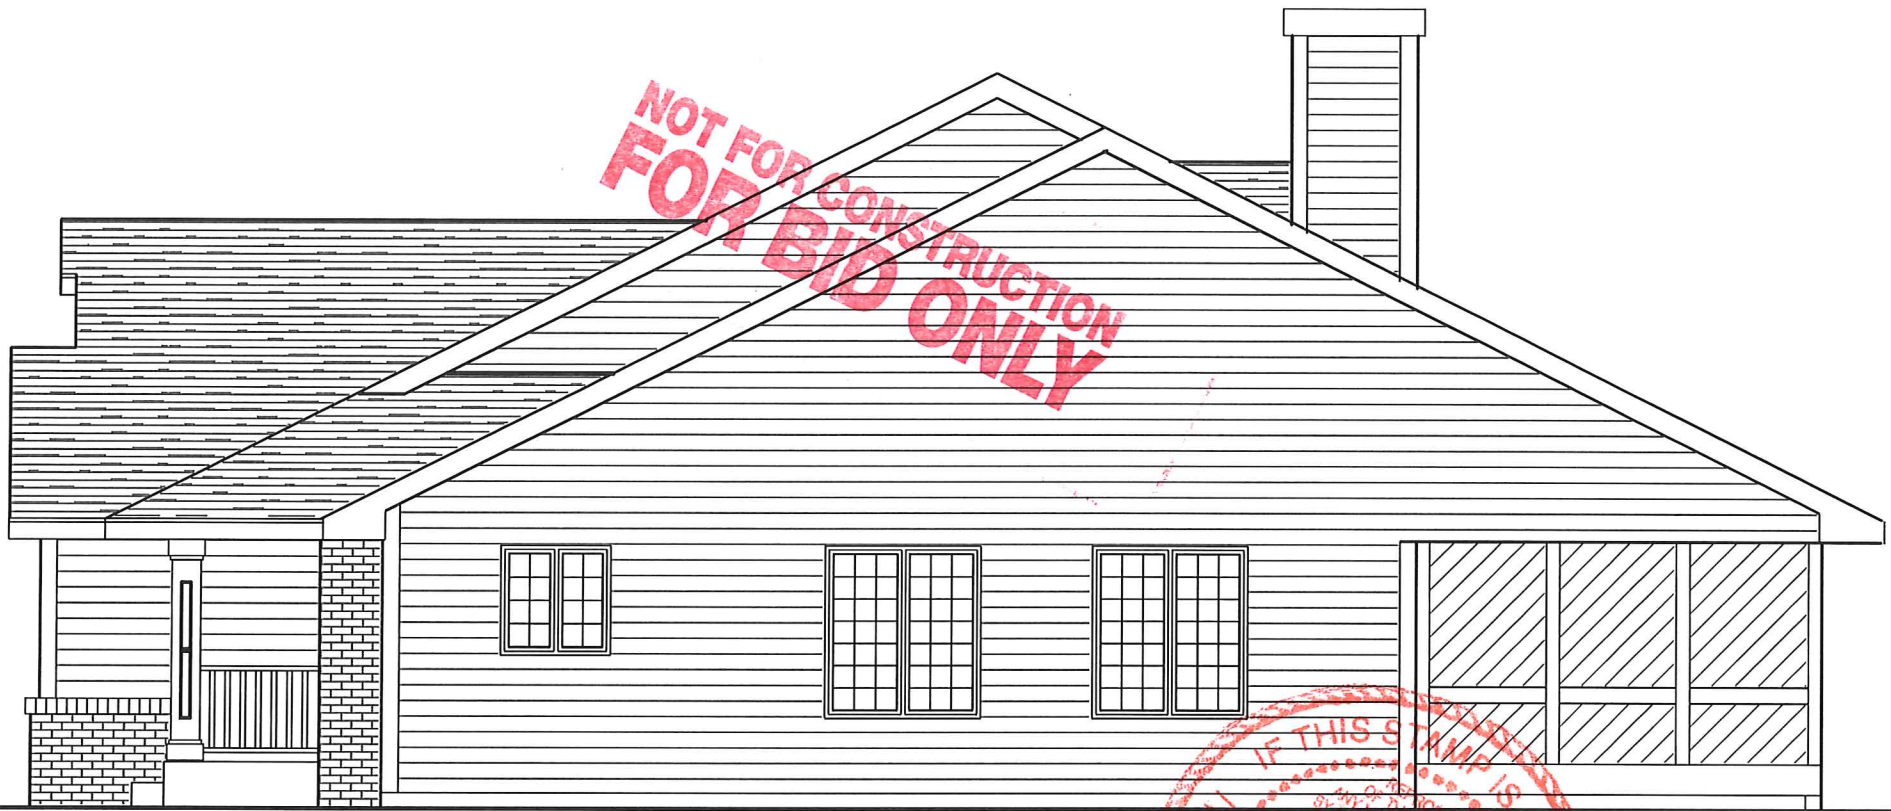 NOT FOR CONSTRUCTION
FOR BID ONLY
IF THIS STAMP IS